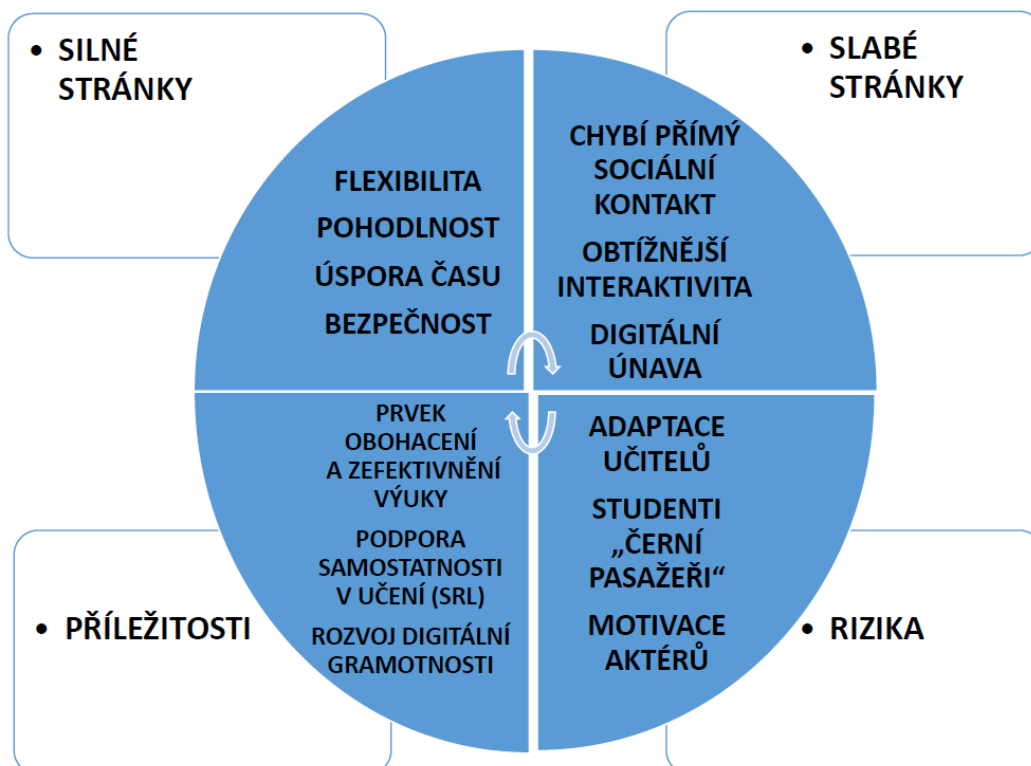 • SILNÉ
STRÁNKY
FLEXIBILITA
POHODLNOST
ÚSPORA ČASU
BEZPEČNOST
• SLABÉ
STRÁNKY
CHYBÍ PŘÍMÝ
SOCIÁLNÍ
KONTAKT
OBTÍŽNĚJŠÍ
INTERAKTIVITA
DIGITÁLNÍ
ÚNAVA
• PŘÍLEŽITOSTI
PRVEK
OBOHACENÍ
A ZEFEKTIVNĚNÍ
VÝUKY
PODPORA
SAMOSTATNOSTI
V UČENÍ (SRL)
ROZVOJ DIGITÁLNÍ
GRAMOTNOSTI
• RIZIKA
ADAPTACE
UČITELŮ
STUDENTI
„ČERNÍ
PASAŽEŘI“
MOTIVACE
AKTÉRŮ